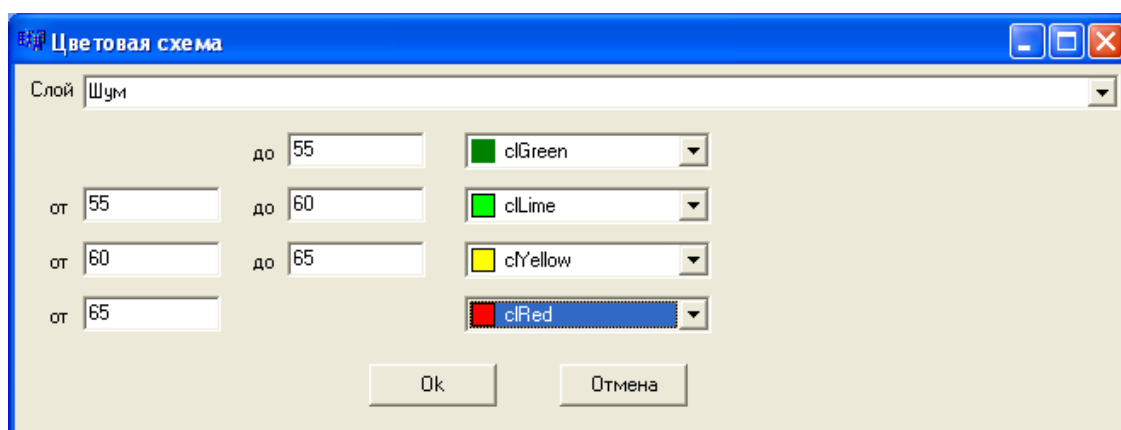 Цветовая схема
Слой Шум
до 55 clGreen
от 55 до 60 clLime
от 60 до 65 clYellow
от 65 clRed
Ok Отмена